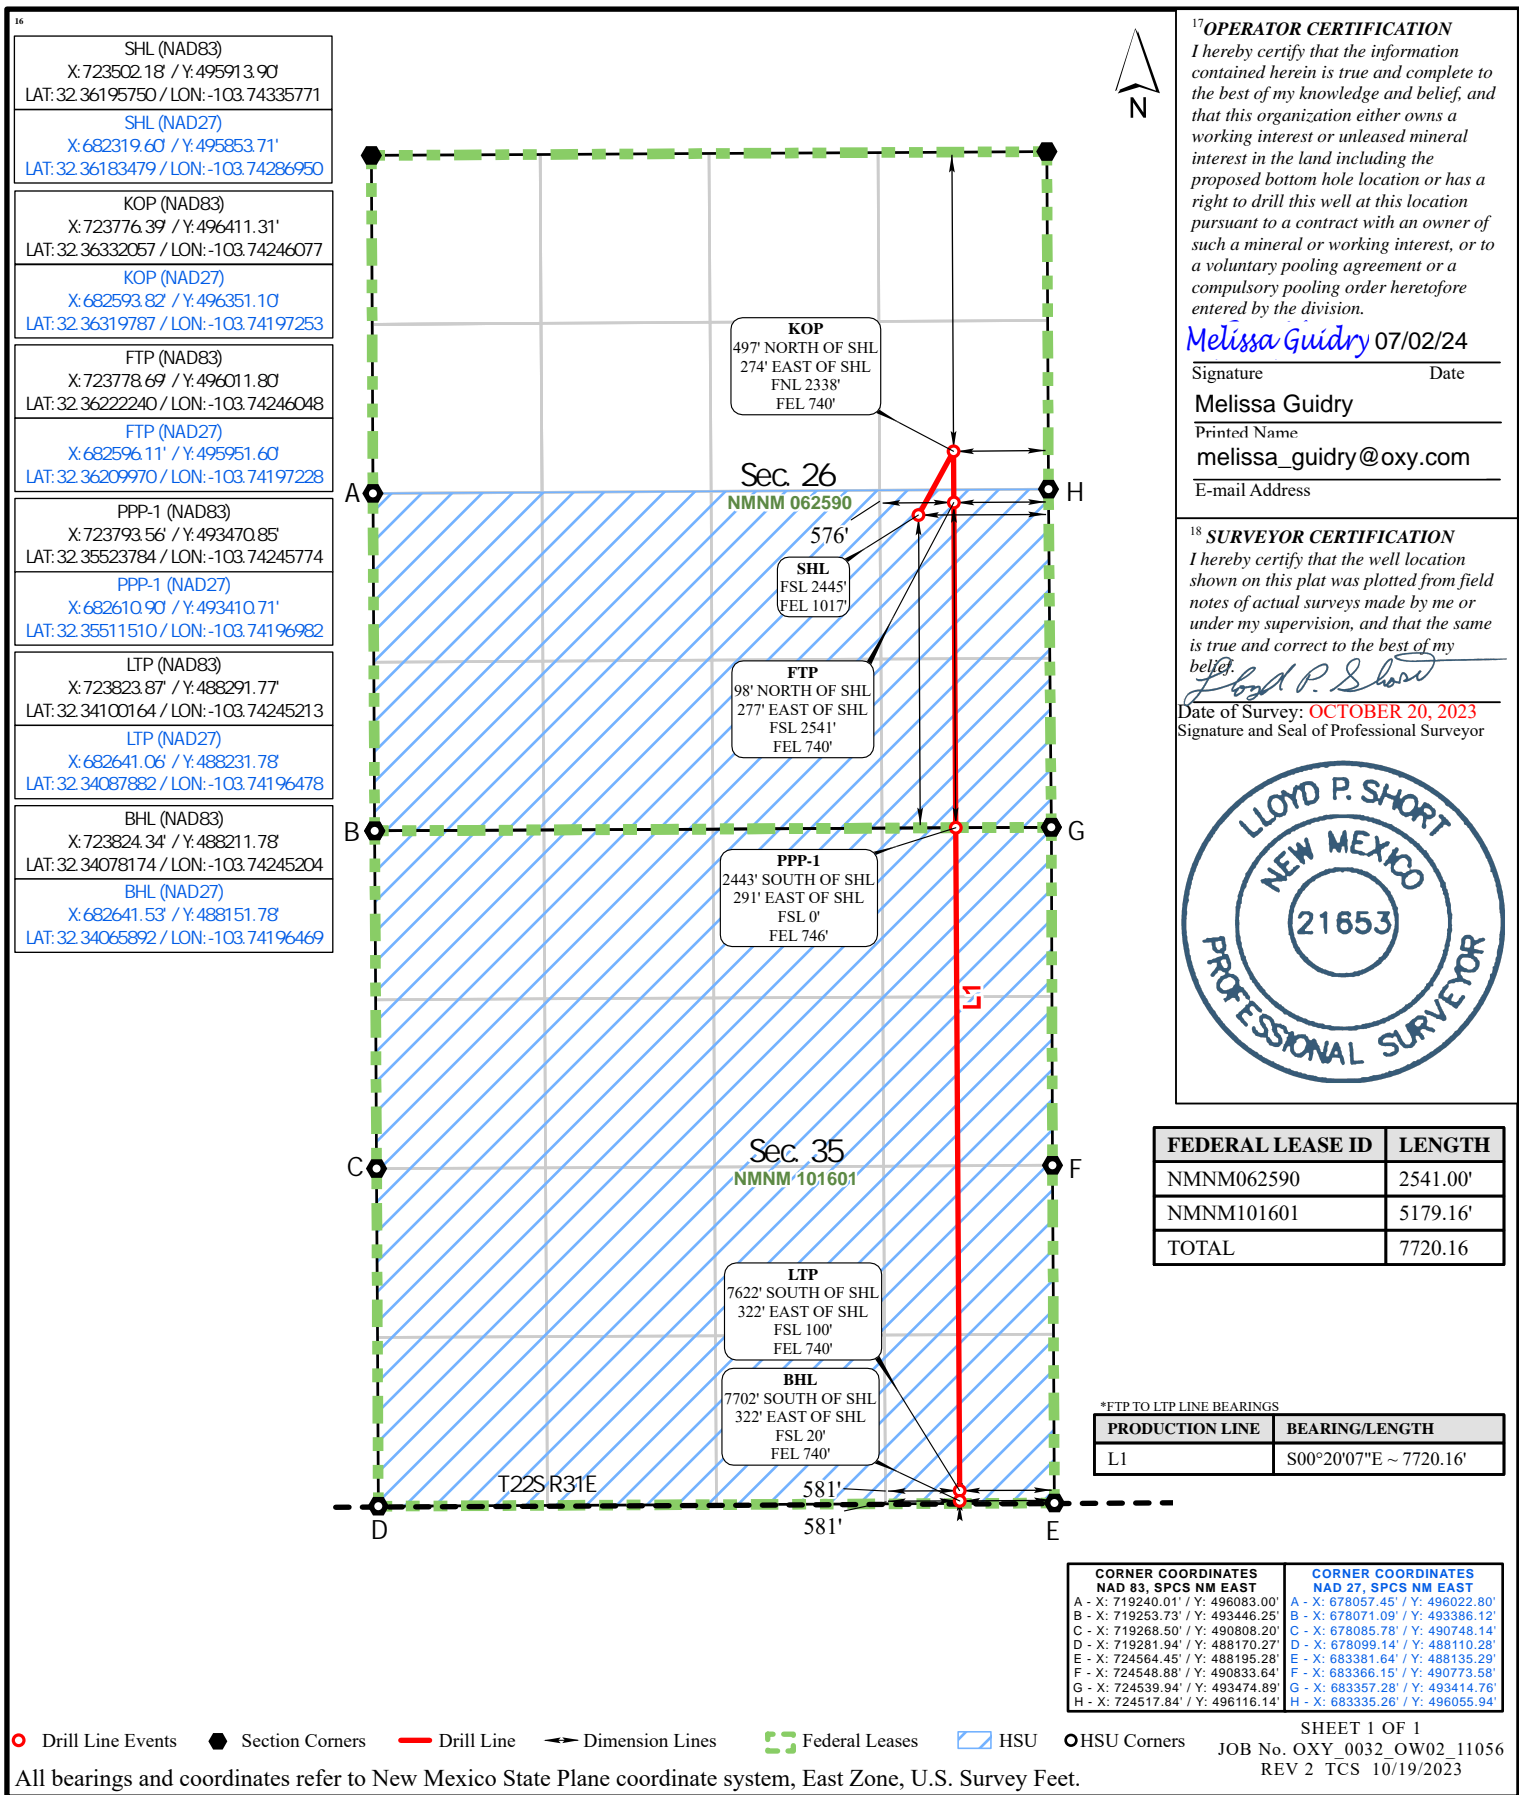 16
SHL (NAD83)
X:723502.18' / Y:495913.90'
LAT:32.36195750 / LON:-103.74335771
SHL (NAD27)
X:682319.60' / Y:495853.71'
LAT:32.36183479 / LON:-103.74286950
KOP (NAD83)
X:723776.39' / Y:496411.31'
LAT:32.36332057 / LON:-103.74246077
KOP (NAD27)
X:682593.82' / Y:496351.10'
LAT:32.36319787 / LON:-103.74197253
FTP (NAD83)
X:723778.69' / Y:496011.80'
LAT:32.36222240 / LON:-103.74246048
FTP (NAD27)
X:682596.11' / Y:495951.60'
LAT:32.36209970 / LON:-103.74197228
PPP-1 (NAD83)
X:723793.56' / Y:493470.85'
LAT:32.35523784 / LON:-103.74245774
PPP-1 (NAD27)
X:682610.90' / Y:493410.71'
LAT:32.35511510 / LON:-103.74196982
LTP (NAD83)
X:723823.87' / Y:488291.77'
LAT:32.34100164 / LON:-103.74245213
LTP (NAD27)
X:682641.06' / Y:488231.78'
LAT:32.34087882 / LON:-103.74196478
BHL (NAD83)
X:723824.34' / Y:488211.78'
LAT:32.34078174 / LON:-103.74245204
BHL (NAD27)
X:682641.53' / Y:488151.78'
LAT:32.34065892 / LON:-103.74196469
N
KOP
497' NORTH OF SHL
274' EAST OF SHL
FNL 2338'
FEL 740'
A
Sec. 26
NMNM 062590
H
576'
SHL
FSL 2445'
FEL 1017'
FTP
98' NORTH OF SHL
277' EAST OF SHL
FSL 2541'
FEL 740'
B
G
PPP-1
2443' SOUTH OF SHL
291' EAST OF SHL
FSL 0'
FEL 746'
L1
C
Sec. 35
NMNM 101601
F
LTP
7622' SOUTH OF SHL
322' EAST OF SHL
FSL 100'
FEL 740'
BHL
7702' SOUTH OF SHL
322' EAST OF SHL
FSL 20'
FEL 740'
T22S R31E
581'
581'
D
E
17 OPERATOR CERTIFICATION
I hereby certify that the information
contained herein is true and complete to
the best of my knowledge and belief, and
that this organization either owns a
working interest or unleased mineral
interest in the land including the
proposed bottom hole location or has a
right to drill this well at this location
pursuant to a contract with an owner of
such a mineral or working interest, or to
a voluntary pooling agreement or a
compulsory pooling order heretofore
entered by the division.
Melissa Guidry 07/02/24
Signature Date
Melissa Guidry
Printed Name
melissa_guidry@oxy.com
E-mail Address
18 SURVEYOR CERTIFICATION
I hereby certify that the well location
shown on this plat was plotted from field
notes of actual surveys made by me or
under my supervision, and that the same
is true and correct to the best of my
belief.
Lloyd P. Short
Date of Survey: OCTOBER 20, 2023
Signature and Seal of Professional Surveyor
LLOYD P. SHORT
NEW MEXICO
21653
PROFESSIONAL SURVEYOR
FEDERAL LEASE ID LENGTH
NMNM062590 2541.00'
NMNM101601 5179.16'
TOTAL 7720.16
*FTP TO LTP LINE BEARINGS
PRODUCTION LINE BEARING/LENGTH
L1 S00°20'07"E ~ 7720.16'
CORNER COORDINATES
NAD 83, SPCS NM EAST
A - X: 719240.01' / Y: 496083.00'
B - X: 719253.73' / Y: 493446.25'
C - X: 719268.50' / Y: 490808.20'
D - X: 719281.94' / Y: 488170.27'
E - X: 724564.45' / Y: 488195.28'
F - X: 724548.88' / Y: 490833.64'
G - X: 724539.94' / Y: 493474.89'
H - X: 724517.84' / Y: 496116.14'
CORNER COORDINATES
NAD 27, SPCS NM EAST
A - X: 678057.45' / Y: 496022.80'
B - X: 678071.09' / Y: 493386.12'
C - X: 678085.78' / Y: 490748.14'
D - X: 678099.14' / Y: 488110.28'
E - X: 683381.64' / Y: 488135.29'
F - X: 683366.15' / Y: 490773.58'
G - X: 683357.28' / Y: 493414.76'
H - X: 683335.26' / Y: 496055.94'
Drill Line Events Section Corners Drill Line Dimension Lines Federal Leases HSU HSU Corners
SHEET 1 OF 1
JOB No. OXY_0032_OW02_11056
REV 2 TCS 10/19/2023
All bearings and coordinates refer to New Mexico State Plane coordinate system, East Zone, U.S. Survey Feet.